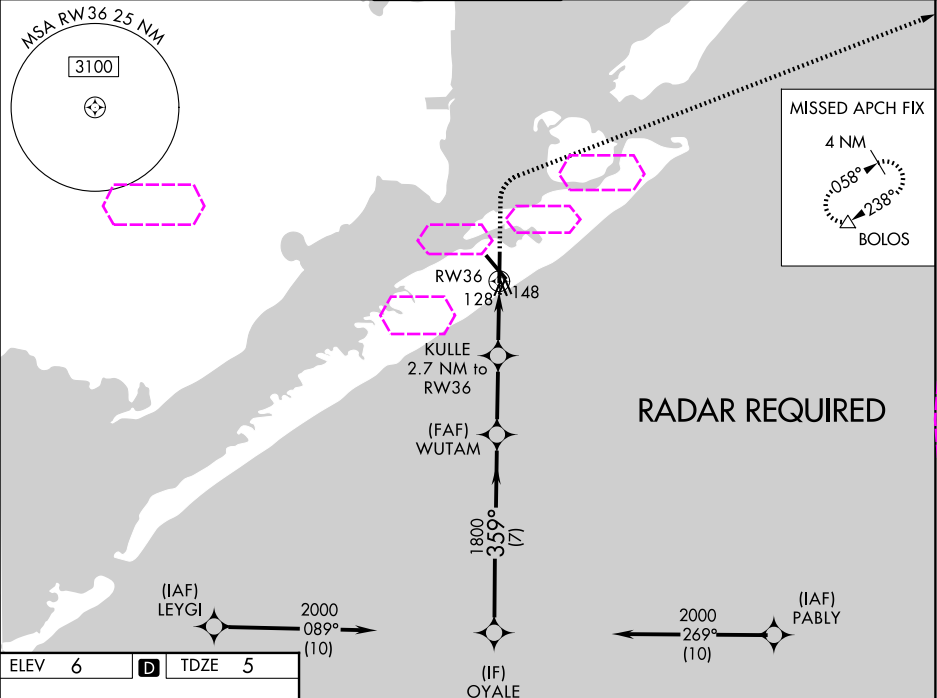 MSA RW36 25 NM
3100
MISSED APCH FIX
4 NM
058°
238°
BOLOS
RW36
128
148
KULLE
2.7 NM to
RW36
RADAR REQUIRED
(FAF)
WUTAM
1800
359°
(7)
(IAF)
LEYGI
2000
089°
(10)
2000
269°
(10)
(IAF)
PABLY
(IF)
OYALE
ELEV 6 D TDZE 5